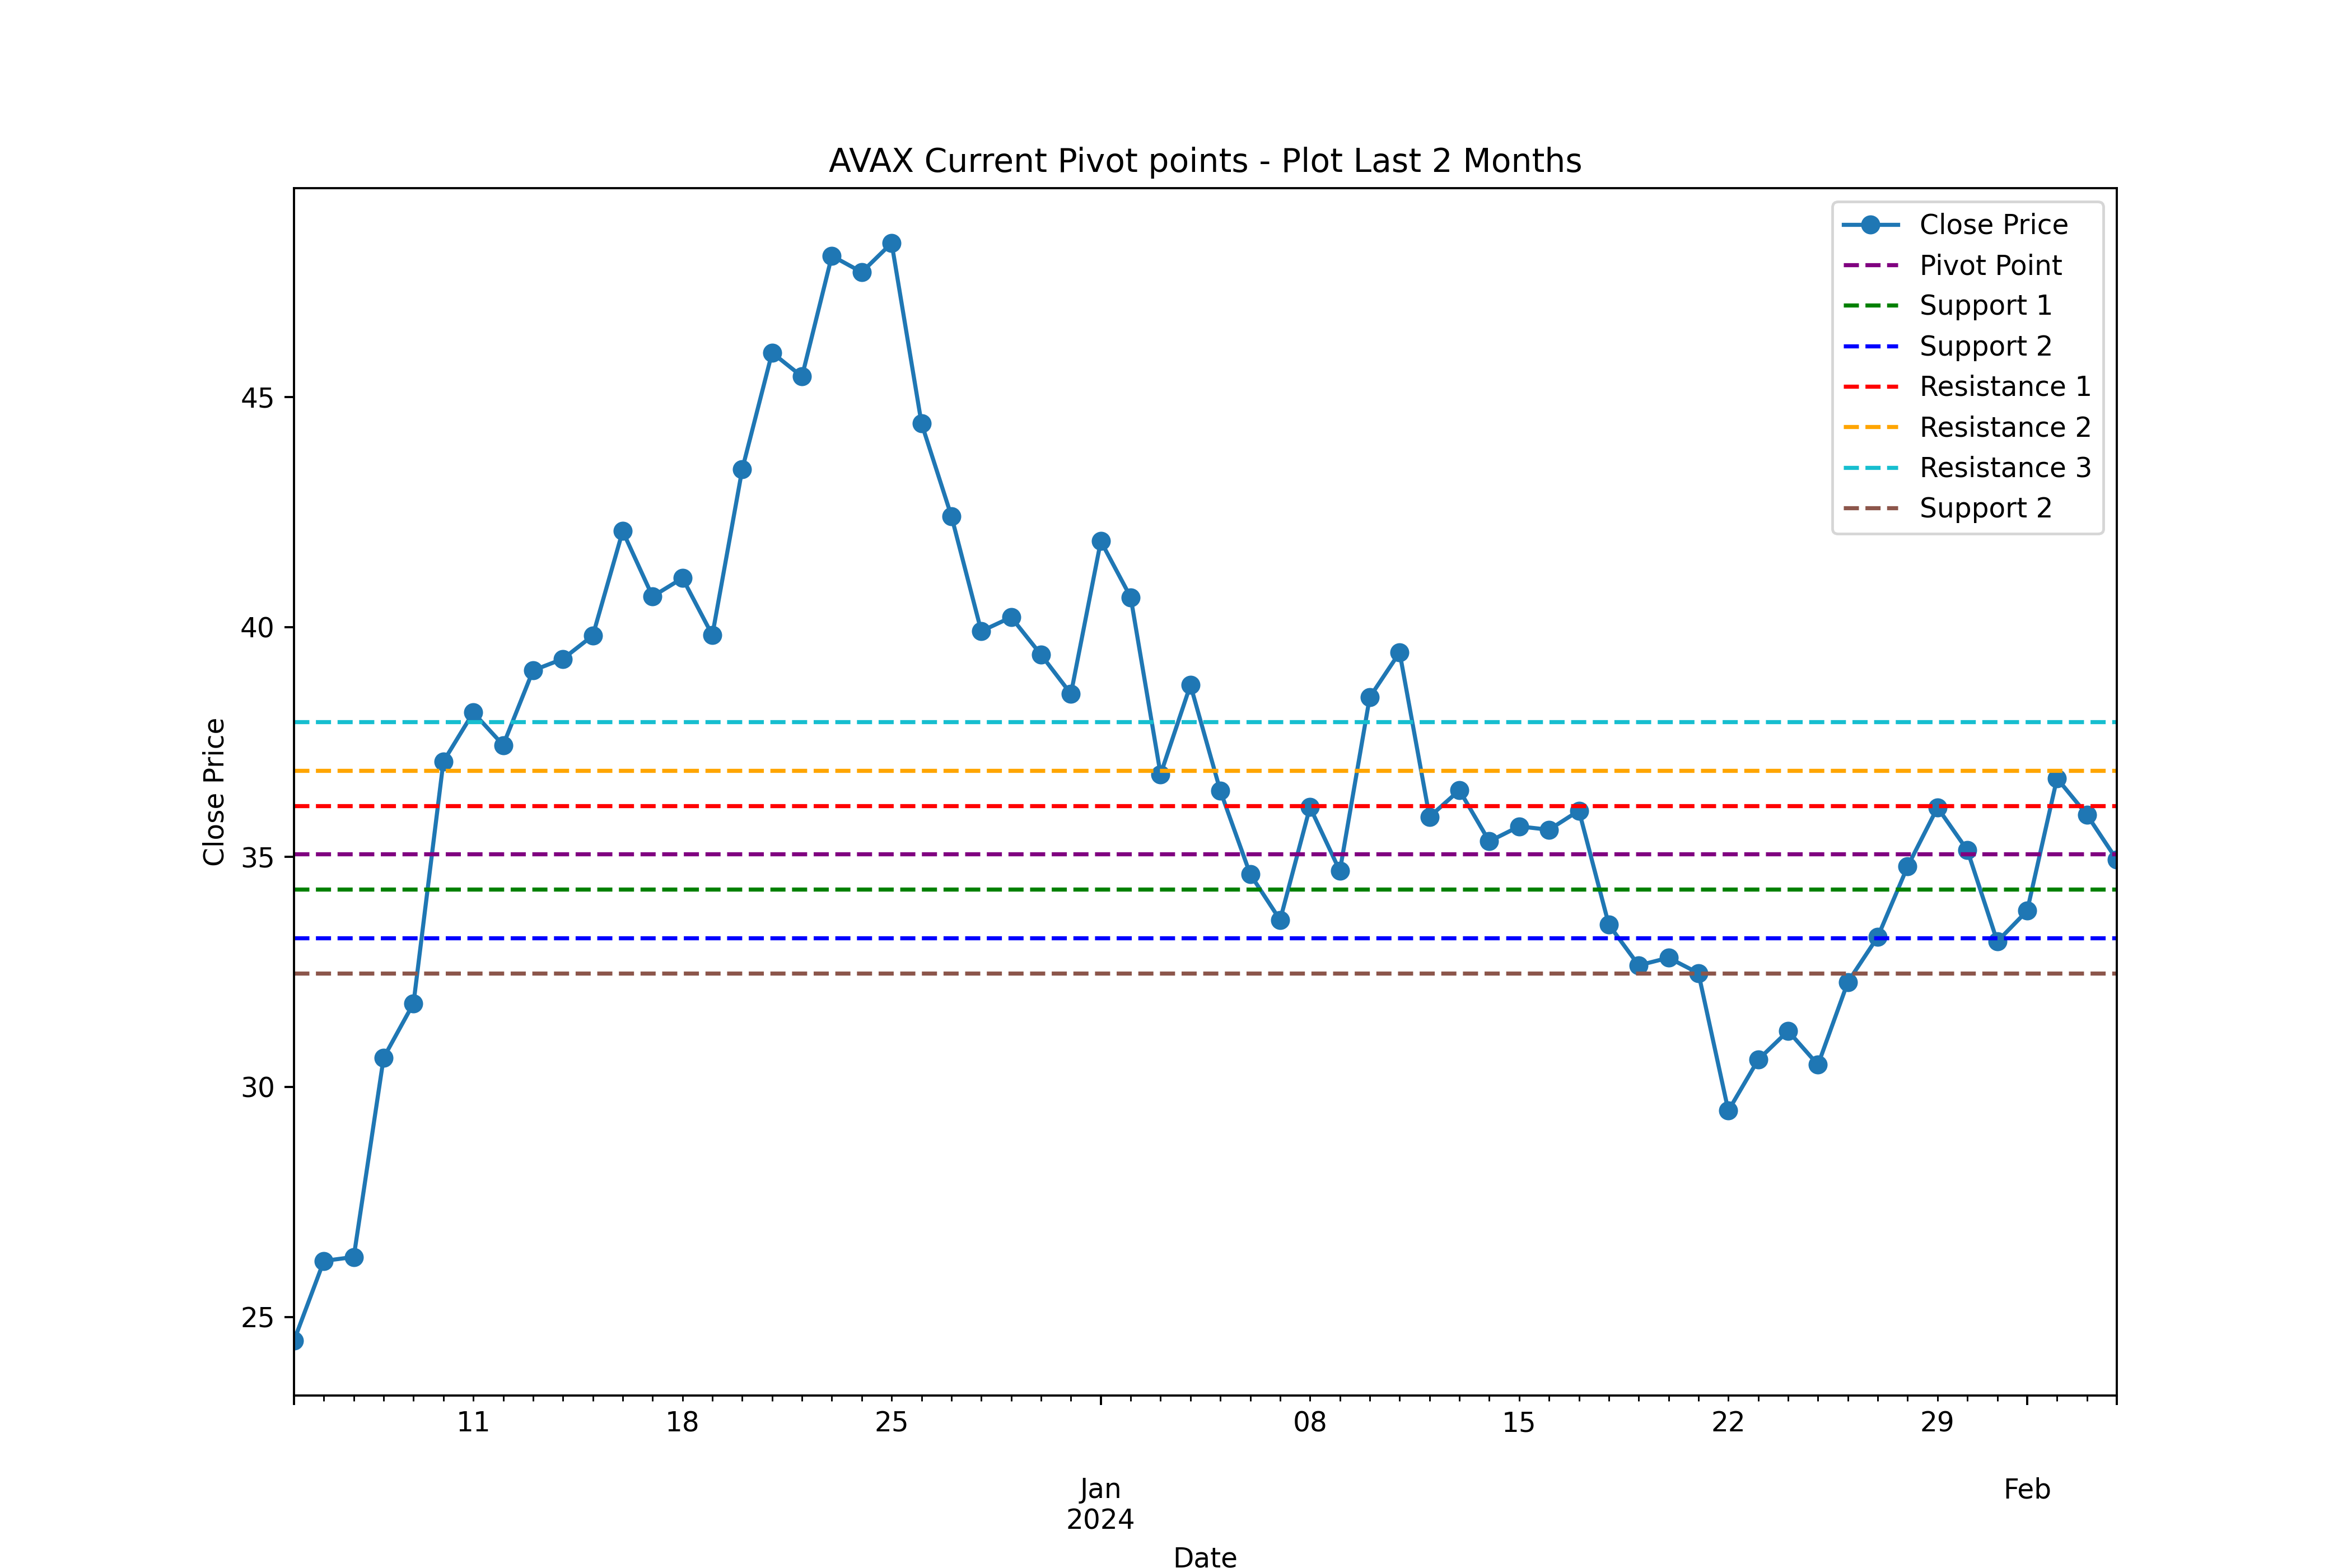 AVAX Current Pivot points - Plot Last 2 Months
Close Price
Pivot Point
Support 1
Support 2
Resistance 1
Resistance 2
Resistance 3
Support 2
45
40
35
30
25
Close Price
11 18 25 08 15 22 29
Jan Feb
2024
Date